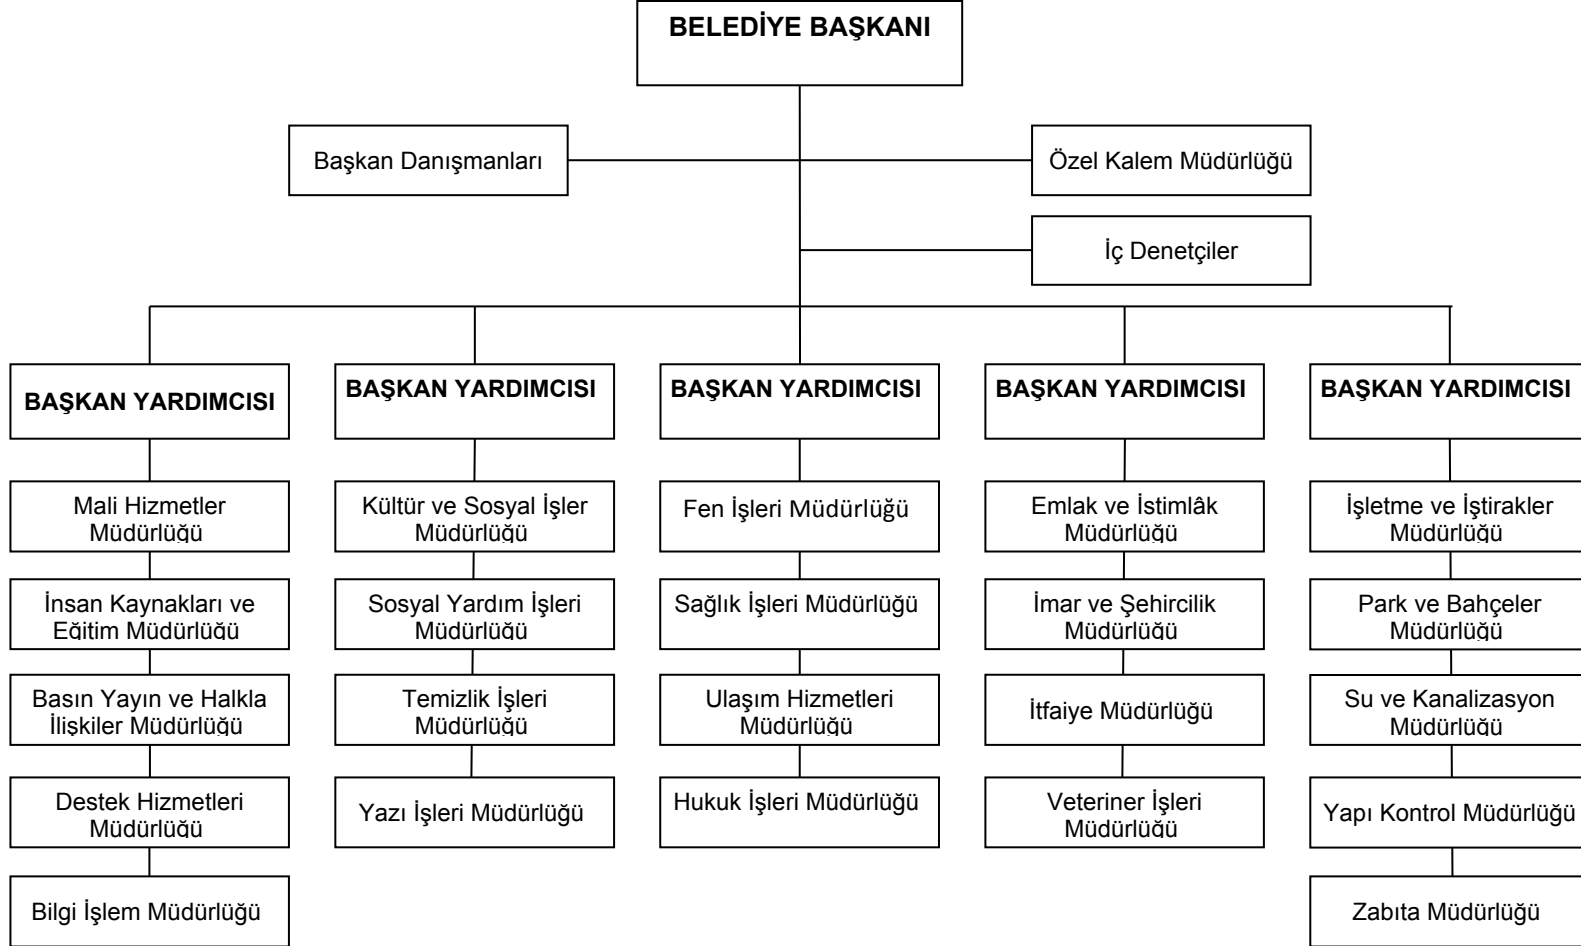 BELEDİYE BAŞKANI
Başkan Danışmanları
Özel Kalem Müdürlüğü
İç Denetçiler
BAŞKAN YARDIMCISI
BAŞKAN YARDIMCISI
BAŞKAN YARDIMCISI
BAŞKAN YARDIMCISI
BAŞKAN YARDIMCISI
Mali Hizmetler
Müdürlüğü
Kültür ve Sosyal İşler
Müdürlüğü
Fen İşleri Müdürlüğü
Emlak ve İstimlâk
Müdürlüğü
İşletme ve İştirakler
Müdürlüğü
İnsan Kaynakları ve
Eğitim Müdürlüğü
Sosyal Yardım İşleri
Müdürlüğü
Sağlık İşleri Müdürlüğü
İmar ve Şehircilik
Müdürlüğü
Park ve Bahçeler
Müdürlüğü
Basın Yayın ve Halkla
İlişkiler Müdürlüğü
Temizlik İşleri
Müdürlüğü
Ulaşım Hizmetleri
Müdürlüğü
İtfaiye Müdürlüğü
Su ve Kanalizasyon
Müdürlüğü
Destek Hizmetleri
Müdürlüğü
Yazı İşleri Müdürlüğü
Hukuk İşleri Müdürlüğü
Veteriner İşleri
Müdürlüğü
Yapı Kontrol Müdürlüğü
Bilgi İşlem Müdürlüğü
Zabıta Müdürlüğü